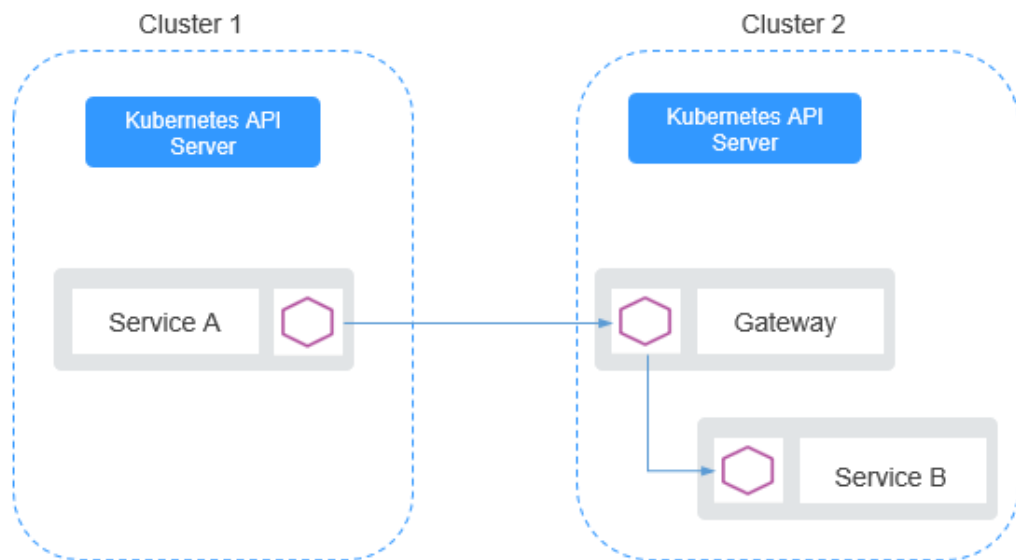 Cluster 1
Cluster 2
Kubernetes API
Server
Kubernetes API
Server
Service A
Gateway
Service B